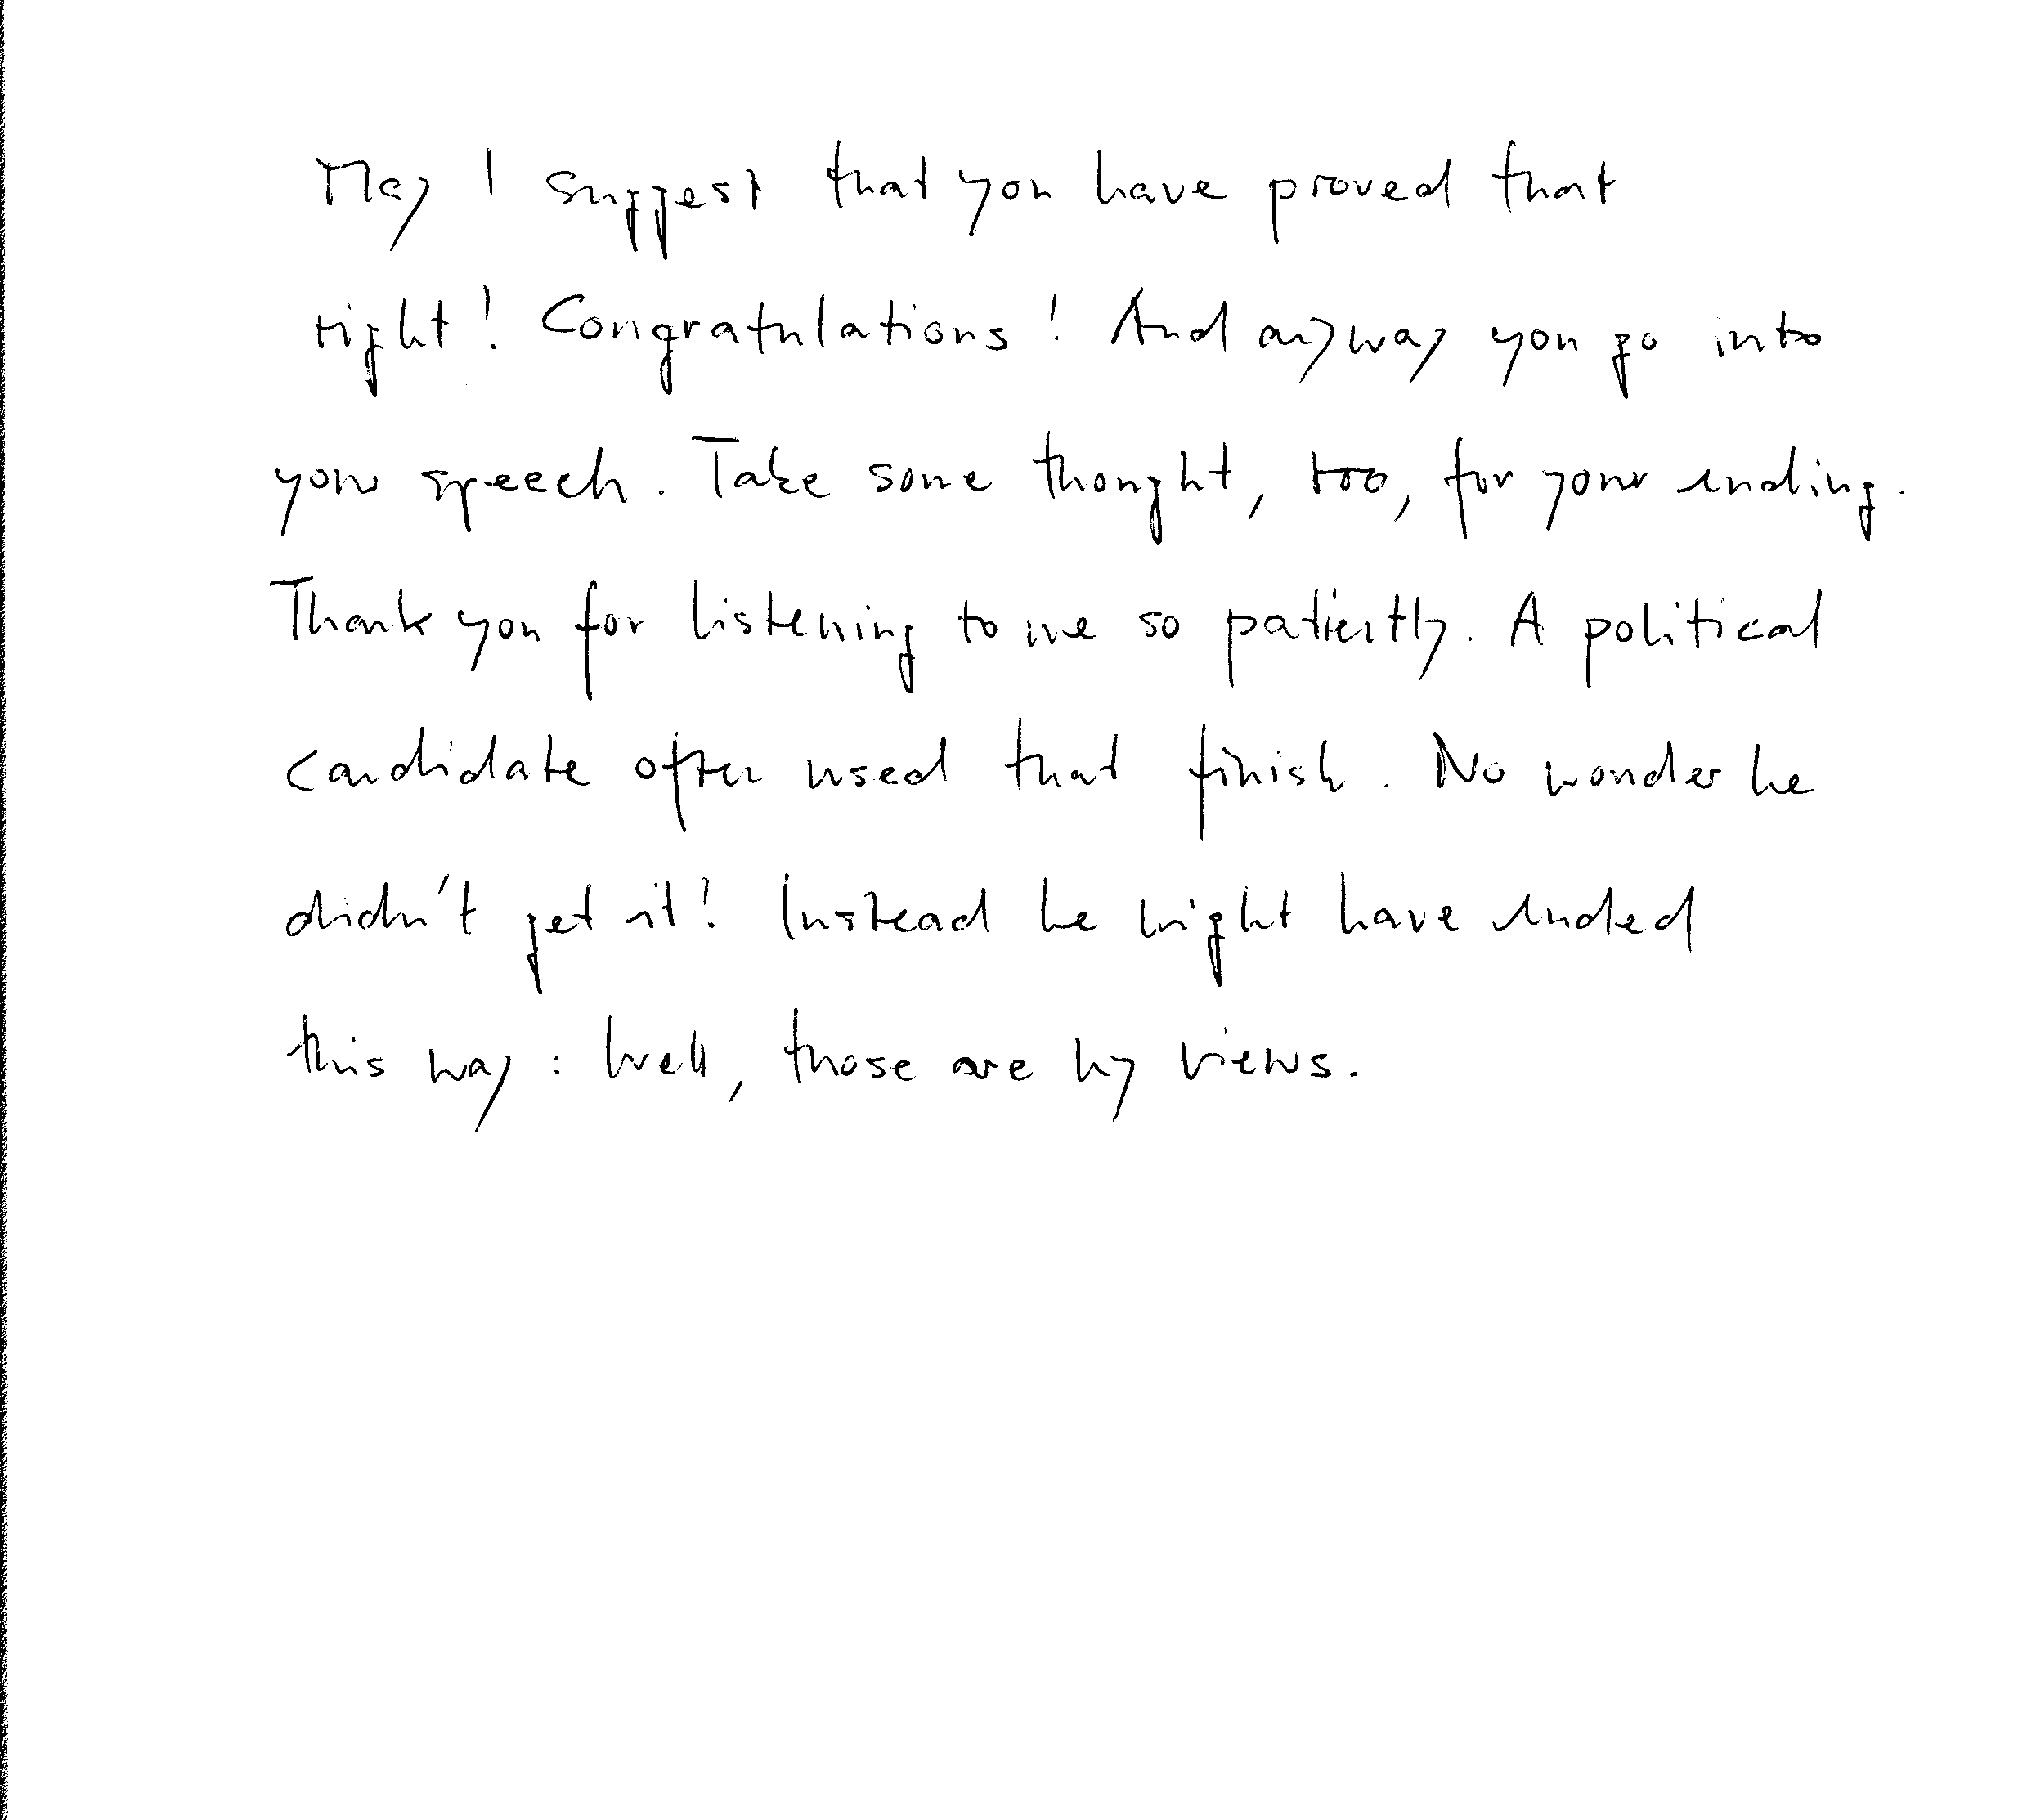 May I suggest that you have proved that
right! Congratulations! And anyway you go into
your speech. Take some thought, too, for your ending.
Thank you for listening to me so patiently. A political
candidate often used that finish. No wonder he
didn't get it! Instead he might have ended
this way: Well, those are my views.